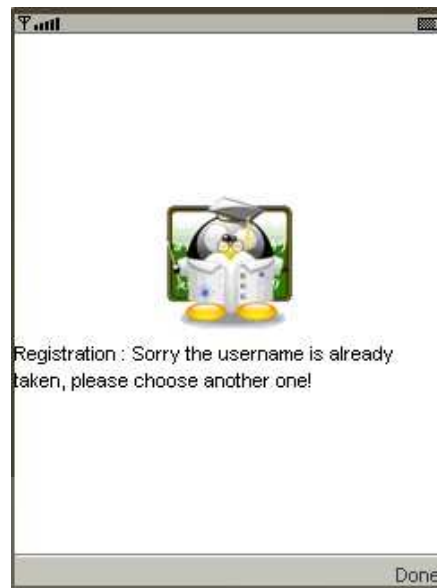 Registration : Sorry the username is already
taken, please choose another one!
Done